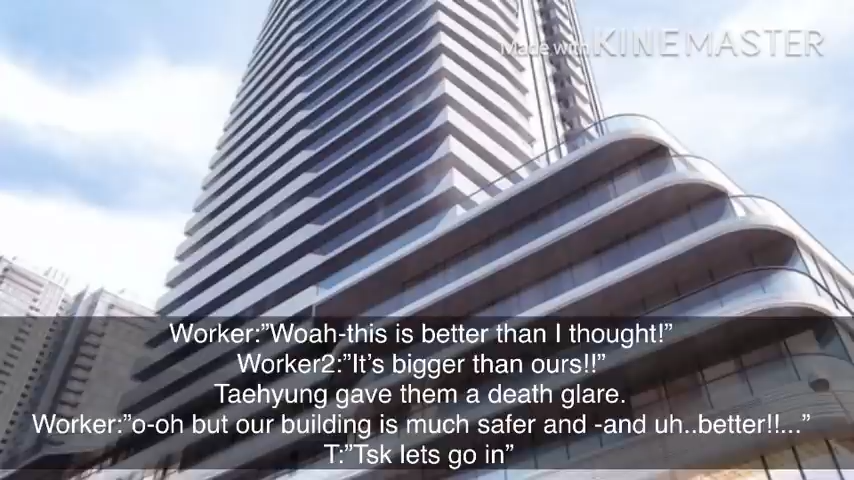 Made with KINEMASTER
Worker:”Woah-this is better than I thought!”
Worker2:”It’s bigger than ours!!”
Taehyung gave them a death glare.
Worker:”o-oh but our building is much safer and -and uh..better!!...”
T:”Tsk lets go in”